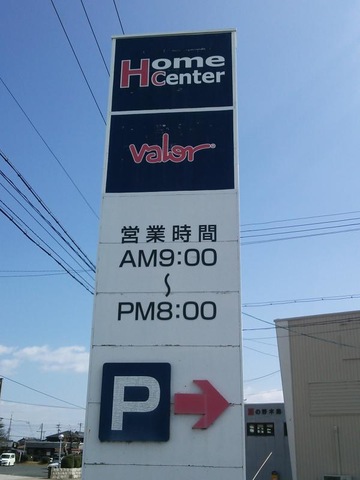 Home
Center
valor
営業時間
AM9:00
～
PM8:00
P